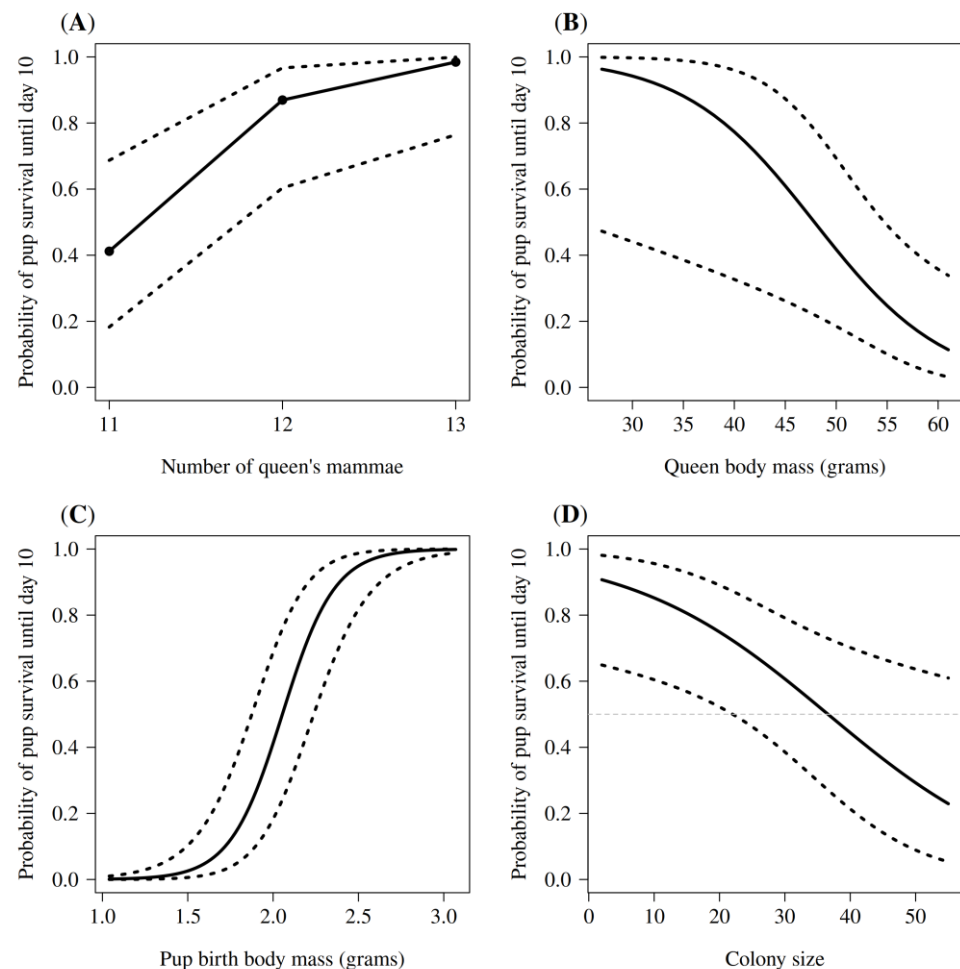 (A)
Probability of pup survival until day 10
1.0
0.8
0.6
0.4
0.2
0.0
11 12 13
Number of queen's mammae
(B)
Probability of pup survival until day 10
1.0
0.8
0.6
0.4
0.2
0.0
30 35 40 45 50 55 60
Queen body mass (grams)
(C)
Probability of pup survival until day 10
1.0
0.8
0.6
0.4
0.2
0.0
1.0 1.5 2.0 2.5 3.0
Pup birth body mass (grams)
(D)
Probability of pup survival until day 10
1.0
0.8
0.6
0.4
0.2
0.0
0 10 20 30 40 50
Colony size